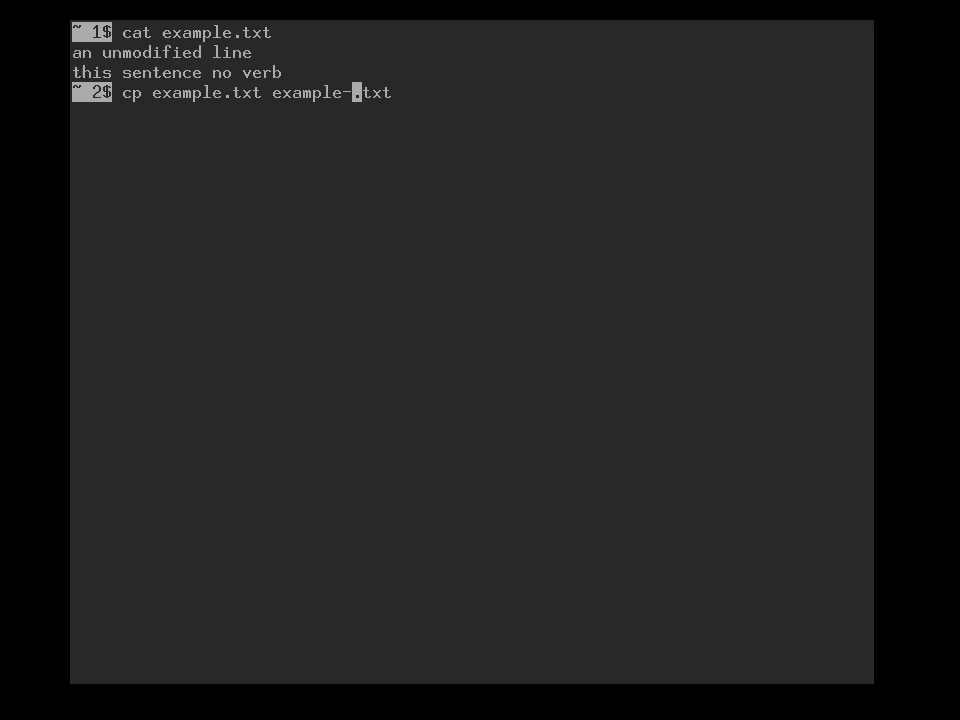 ~ 1$ cat example.txt
an unmodified line
this sentence no verb
~ 2$ cp example.txt example-.txt